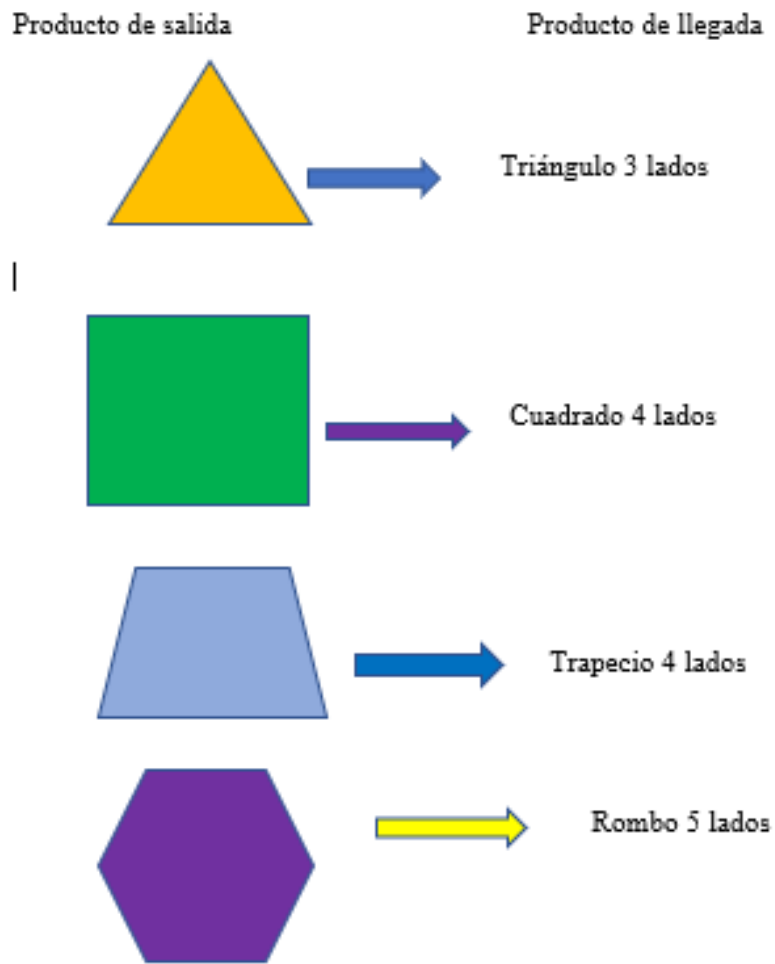 Producto de salida
Producto de llegada
Triángulo 3 lados
Cuadrado 4 lados
Trapecio 4 lados
Rombo 5 lados